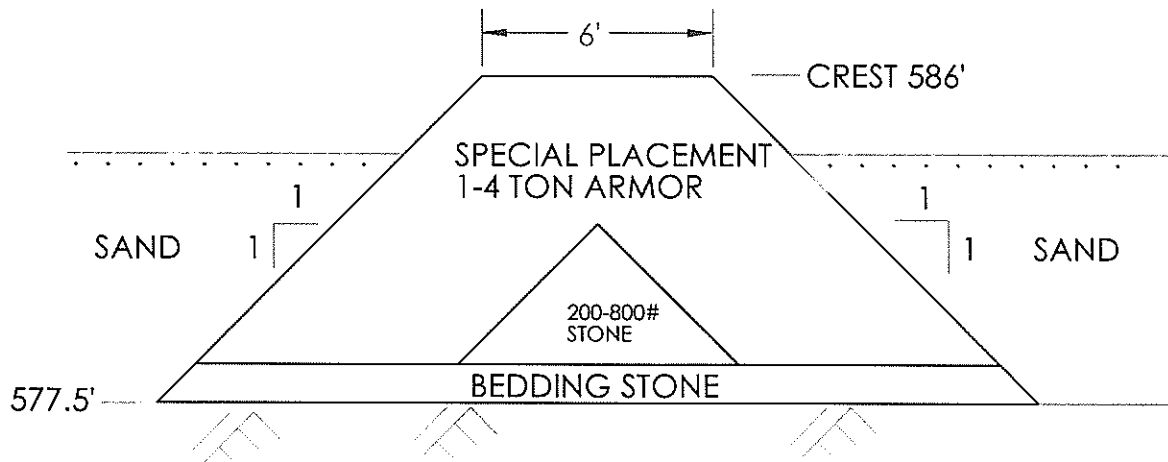 6'
CREST 586'
SPECIAL PLACEMENT
1-4 TON ARMOR
1
1
SAND
1
1
SAND
200-800#
STONE
BEDDING STONE
577.5'